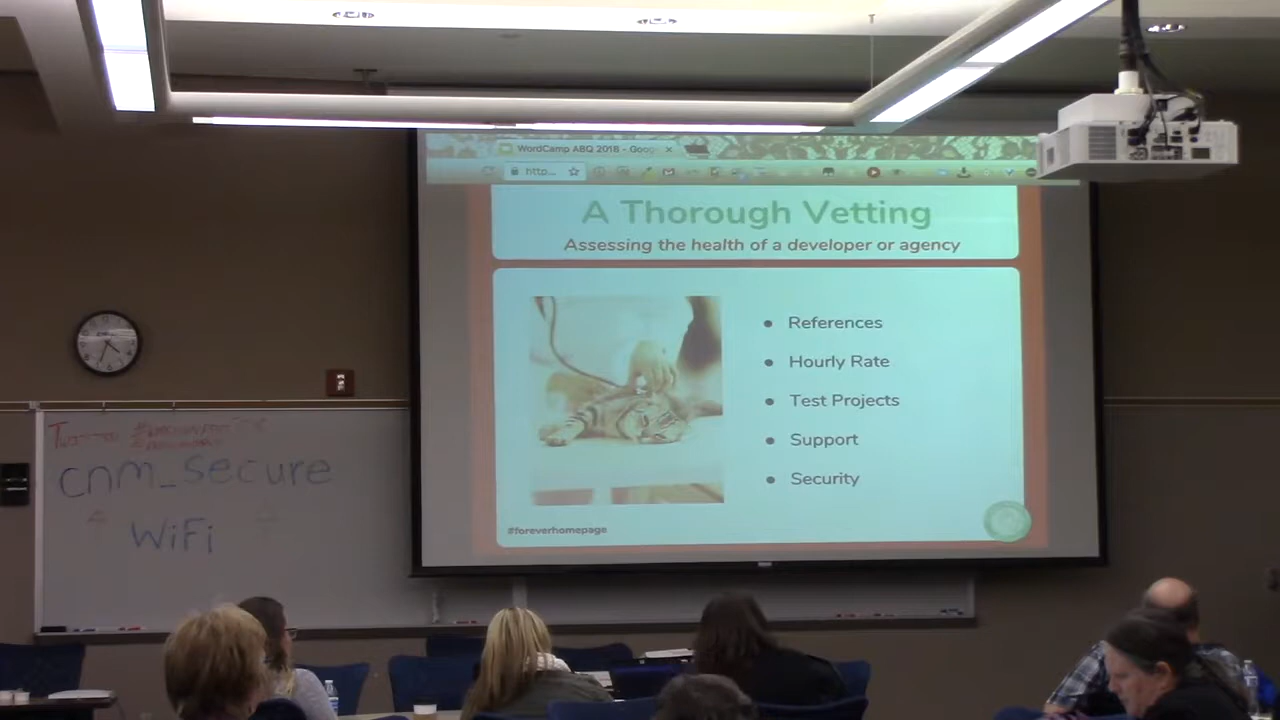 WordCamp ABQ 2018 - Goog
http...
A Thorough Vetting
Assessing the health of a developer or agency
• References
• Hourly Rate
• Test Projects
• Support
• Security
#foreverhomepage
cnm_secure
WiFi